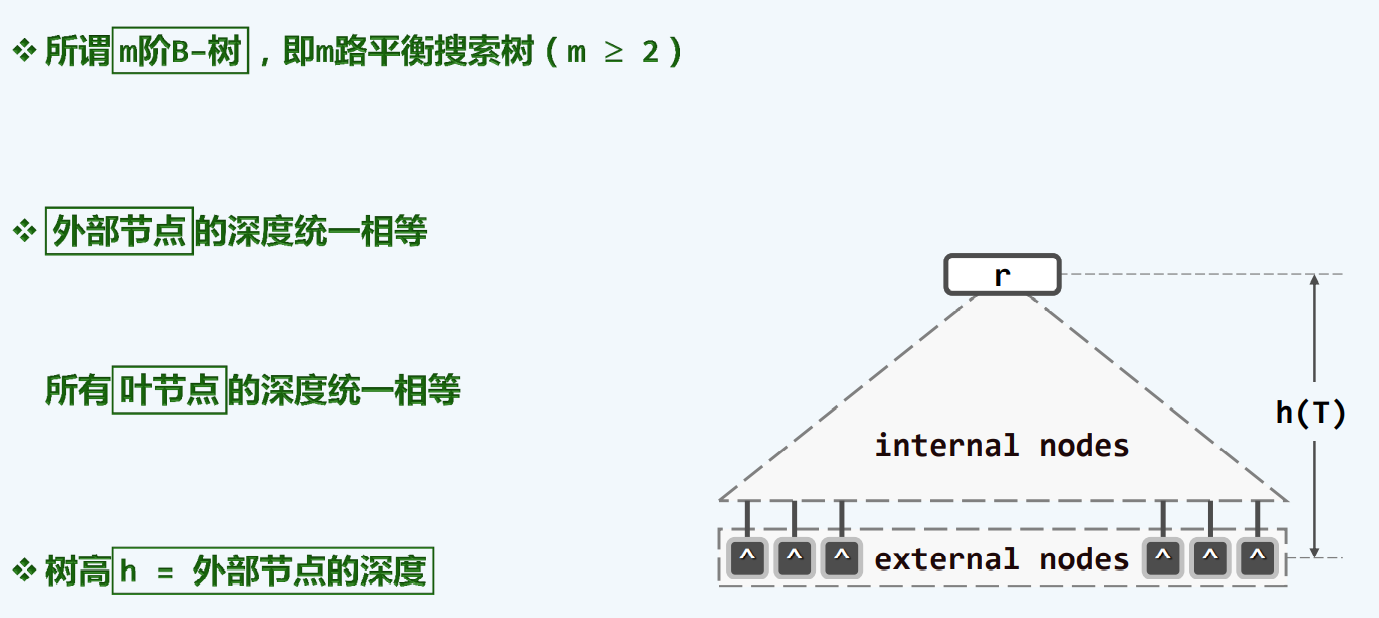 所谓m阶B-树，即m路平衡搜索树（m ≥ 2）
外部节点的深度统一相等
所有叶节点的深度统一相等
树高h = 外部节点的深度
r
h(T)
internal nodes
^ ^ ^ external nodes ^ ^ ^